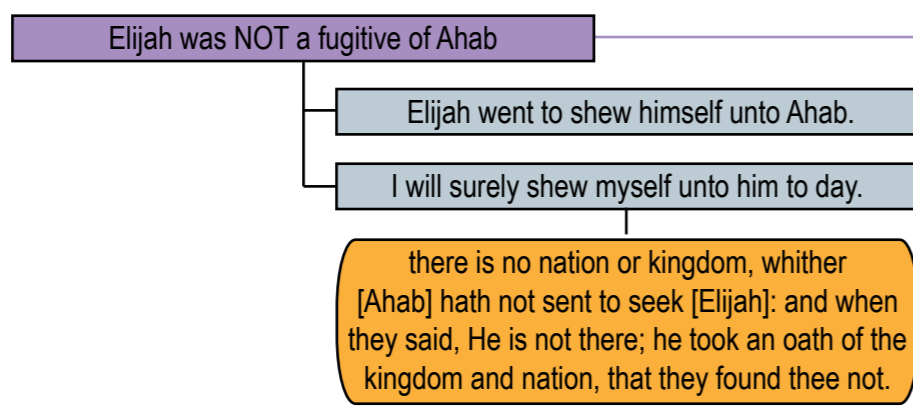 Elijah was NOT a fugitive of Ahab
Elijah went to shew himself unto Ahab.
I will surely shew myself unto him to day.
there is no nation or kingdom, whither
[Ahab] hath not sent to seek [Elijah]: and when
they said, He is not there; he took an oath of the
kingdom and nation, that they found thee not.